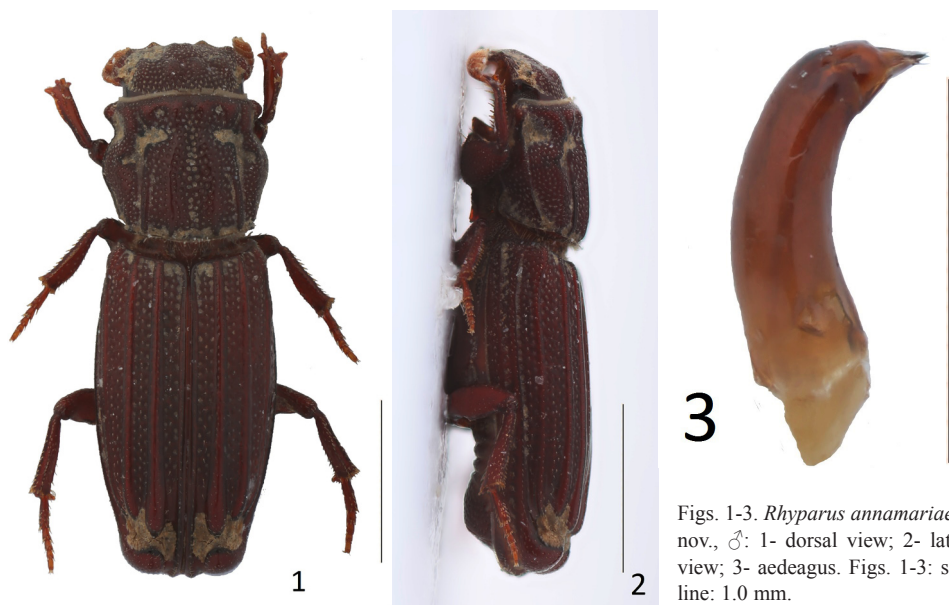 1
2
3
Figs. 1-3. Rhyparus annamariae
nov., ♂: 1- dorsal view; 2- lat
view; 3- aedeagus. Figs. 1-3: s
line: 1.0 mm.